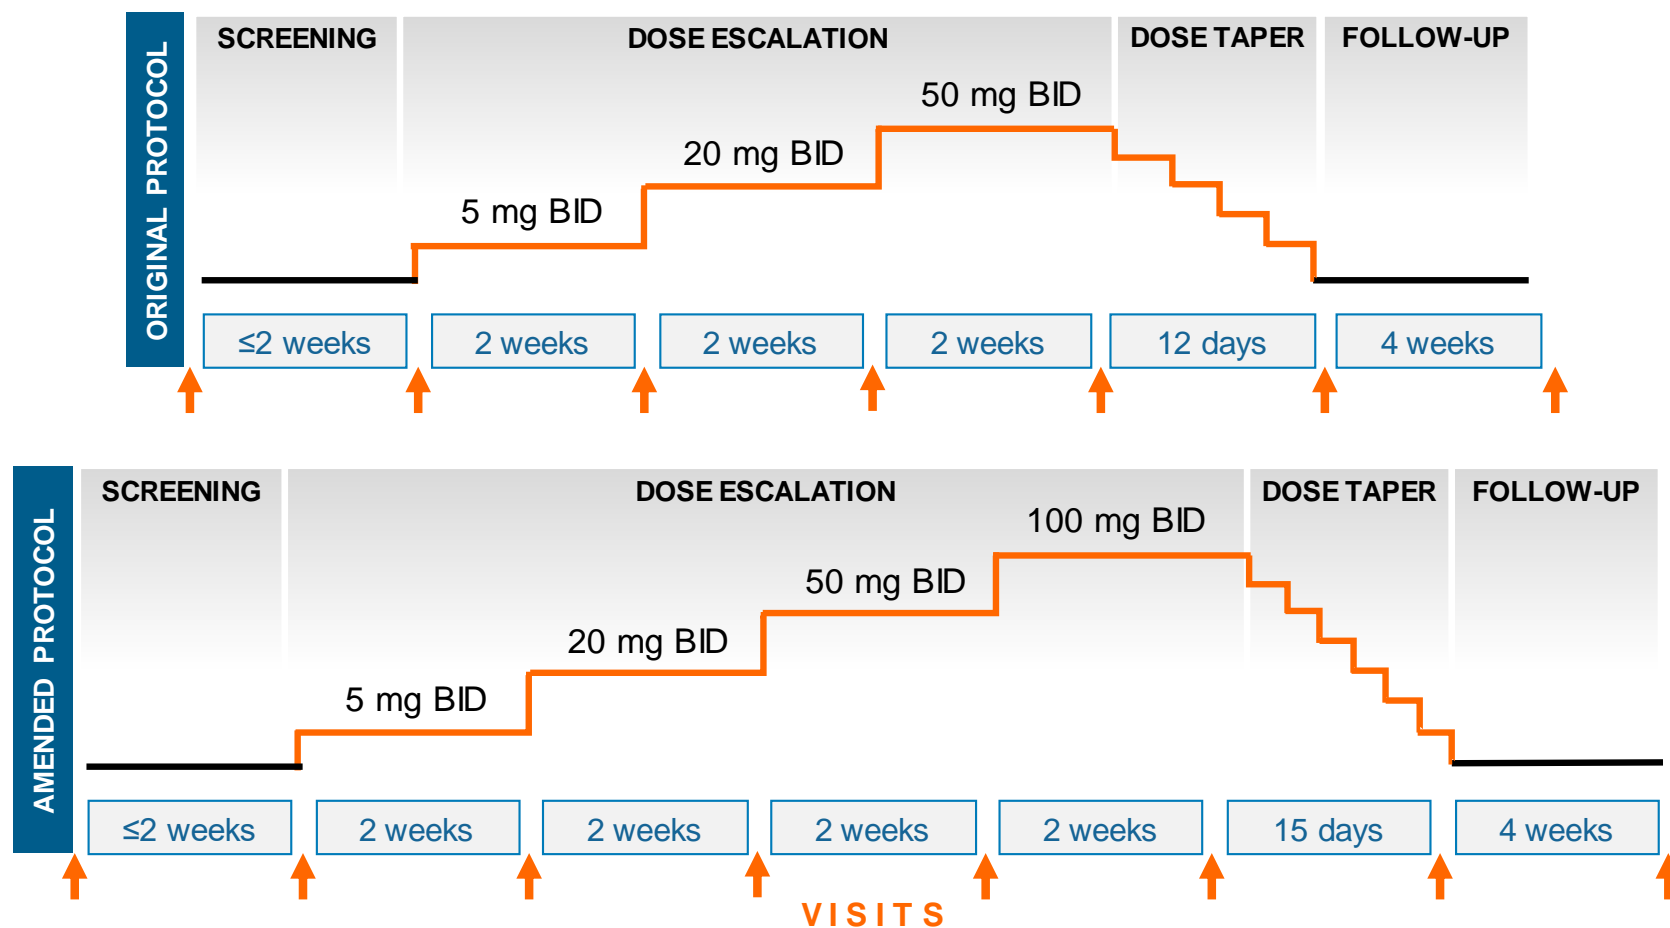 ORIGINAL PROTOCOL
SCREENING
DOSE ESCALATION
DOSE TAPER
FOLLOW-UP
50 mg BID
20 mg BID
5 mg BID
≤2 weeks
2 weeks
2 weeks
2 weeks
12 days
4 weeks
AMENDED PROTOCOL
SCREENING
DOSE ESCALATION
DOSE TAPER
FOLLOW-UP
100 mg BID
50 mg BID
20 mg BID
5 mg BID
≤2 weeks
2 weeks
2 weeks
2 weeks
2 weeks
15 days
4 weeks
VISITS